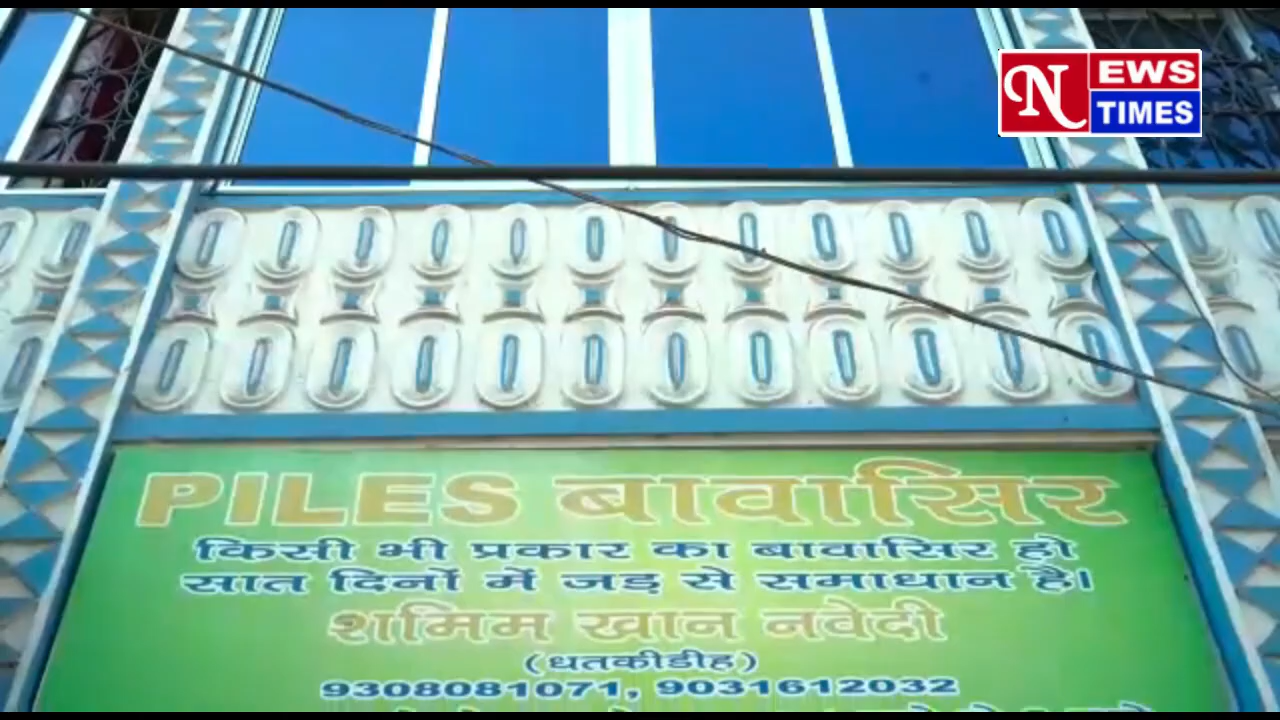 NEWS
TIMES
PILES बावासिर
किसी भी प्रकार का बावासिर हो
सात दिनों में जड़ से समाधान है।
शमिम खान नवेदी
(धतकीडीह)
9308081071, 9031612032